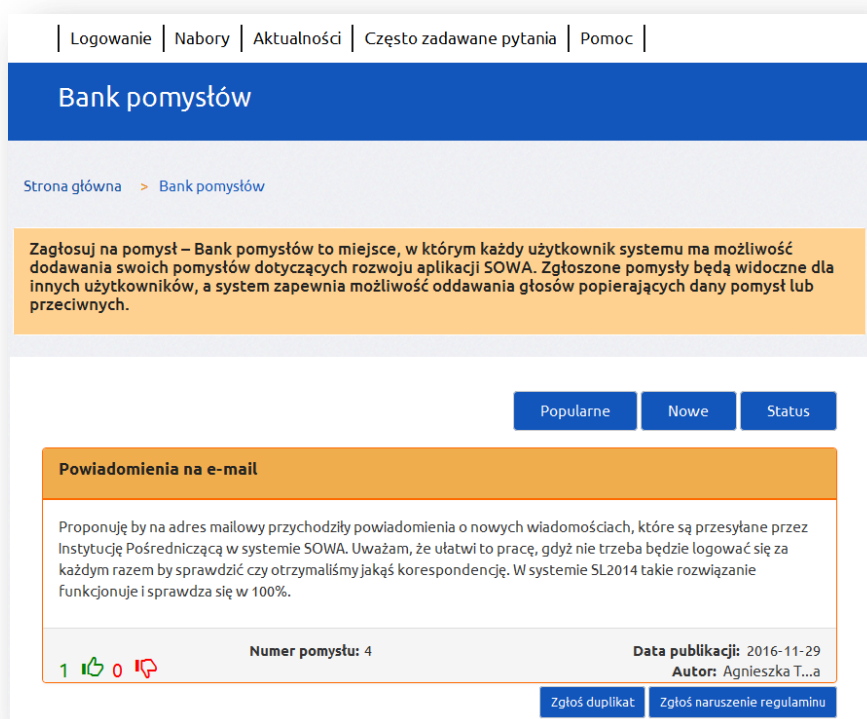 Logowanie | Nabory | Aktualności | Często zadawane pytania | Pomoc |
Bank pomysłów
Strona główna > Bank pomysłów
Zagłosuj na pomysł – Bank pomysłów to miejsce, w którym każdy użytkownik systemu ma możliwość
dodawania swoich pomysłów dotyczących rozwoju aplikacji SOWA. Zgłoszone pomysły będą widoczne dla
innych użytkowników, a system zapewnia możliwość oddawania głosów popierających dany pomysł lub
przeciwnych.
Popularne Nowe Status
Powiadomienia na e-mail
Proponuję by na adres mailowy przychodziły powiadomienia o nowych wiadomościach, które są przesyłane przez
Instytucję Pośredniczącą w systemie SOWA. Uważam, że ułatwi to pracę, gdyż nie trzeba będzie logować się za
każdym razem by sprawdzić czy otrzymaliśmy jakąś korespondencję. W systemie SL2014 takie rozwiązanie
funkcjonuje i sprawdza się w 100%.
Numer pomysłu: 4 Data publikacji: 2016-11-29
1 0 Autor: Agnieszka T...a
Zgłoś duplikat Zgłoś naruszenie regulaminu